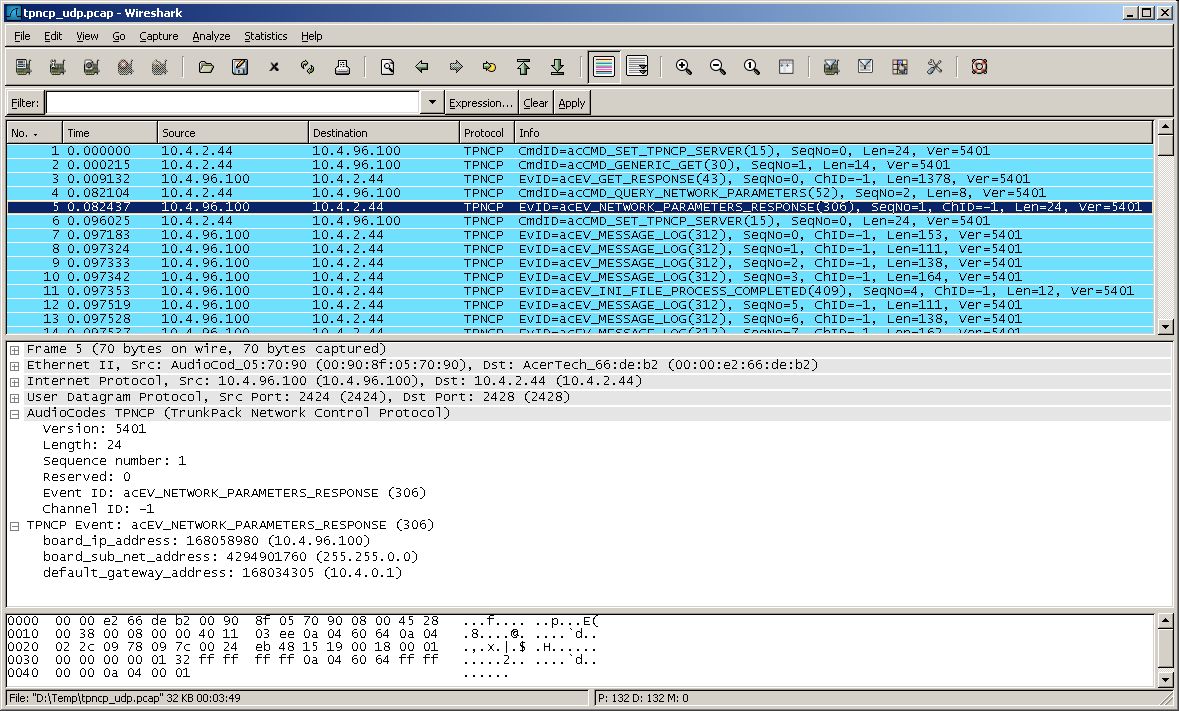 tpncp_udp.pcap - Wireshark
File Edit View Go Capture Analyze Statistics Help
Filter: Expression... Clear Apply
No. Time Source Destination Protocol Info
1 0.000000 10.4.2.44 10.4.96.100 TPNCP CmdID=acCMD_SET_TPNCP_SERVER(15), SeqNo=0, Len=24, Ver=5401
2 0.000215 10.4.2.44 10.4.96.100 TPNCP CmdID=acCMD_GENERIC_GET(30), SeqNo=1, Len=14, Ver=5401
3 0.009132 10.4.96.100 10.4.2.44 TPNCP EvID=acEV_GET_RESPONSE(43), SeqNo=0, ChID=-1, Len=1378, Ver=5401
4 0.082104 10.4.2.44 10.4.96.100 TPNCP CmdID=acCMD_QUERY_NETWORK_PARAMETERS(52), SeqNo=2, Len=8, Ver=5401
5 0.082437 10.4.96.100 10.4.2.44 TPNCP EvID=acEV_NETWORK_PARAMETERS_RESPONSE(306), SeqNo=1, ChID=-1, Len=24, Ver=5401
6 0.096025 10.4.2.44 10.4.96.100 TPNCP CmdID=acCMD_SET_TPNCP_SERVER(15), SeqNo=0, Len=24, Ver=5401
7 0.097183 10.4.96.100 10.4.2.44 TPNCP EvID=acEV_MESSAGE_LOG(312), SeqNo=0, ChID=-1, Len=153, Ver=5401
8 0.097324 10.4.96.100 10.4.2.44 TPNCP EvID=acEV_MESSAGE_LOG(312), SeqNo=1, ChID=-1, Len=111, Ver=5401
9 0.097333 10.4.96.100 10.4.2.44 TPNCP EvID=acEV_MESSAGE_LOG(312), SeqNo=2, ChID=-1, Len=138, Ver=5401
10 0.097342 10.4.96.100 10.4.2.44 TPNCP EvID=acEV_MESSAGE_LOG(312), SeqNo=3, ChID=-1, Len=164, Ver=5401
11 0.097353 10.4.96.100 10.4.2.44 TPNCP EvID=acEV_INI_FILE_PROCESS_COMPLETED(409), SeqNo=4, ChID=-1, Len=12, Ver=5401
12 0.097519 10.4.96.100 10.4.2.44 TPNCP EvID=acEV_MESSAGE_LOG(312), SeqNo=5, ChID=-1, Len=111, Ver=5401
13 0.097528 10.4.96.100 10.4.2.44 TPNCP EvID=acEV_MESSAGE_LOG(312), SeqNo=6, ChID=-1, Len=138, Ver=5401
14 0.097537 10.4.96.100 10.4.2.44 TPNCP EvID=acEV_MESSAGE_LOG(312), SeqNo=7, ChID=-1, Len=162, Ver=5401
Frame 5 (70 bytes on wire, 70 bytes captured)
Ethernet II, Src: AudioCod_05:70:90 (00:90:8f:05:70:90), Dst: AcerTech_66:de:b2 (00:00:e2:66:de:b2)
Internet Protocol, Src: 10.4.96.100 (10.4.96.100), Dst: 10.4.2.44 (10.4.2.44)
User Datagram Protocol, Src Port: 2424 (2424), Dst Port: 2428 (2428)
AudioCodes TPNCP (TrunkPack Network Control Protocol)
Version: 5401
Length: 24
Sequence number: 1
Reserved: 0
Event ID: acEV_NETWORK_PARAMETERS_RESPONSE (306)
Channel ID: -1
TPNCP Event: acEV_NETWORK_PARAMETERS_RESPONSE (306)
board_ip_address: 168058980 (10.4.96.100)
board_sub_net_address: 4294901760 (255.255.0.0)
default_gateway_address: 168034305 (10.4.0.1)
0000 00 00 e2 66 de b2 00 90 8f 05 70 90 08 00 45 28 ...f.... ..p...E(
0010 00 38 00 08 00 00 40 11 03 ee 0a 04 60 64 0a 04 .8....@. ....`d..
0020 02 2c 09 78 09 7c 00 24 eb 48 15 19 00 18 00 01 .,.x.|.$ .H......
0030 00 00 00 00 01 32 ff ff ff ff 0a 04 60 64 ff ff .....2.. ....`d..
0040 00 00 0a 04 00 01 ......
File: "D:\Temp\tpncp_udp.pcap" 32 KB 00:03:49 P: 132 D: 132 M: 0